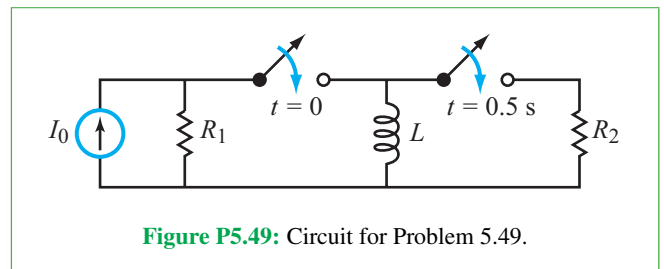 I0
R1
t = 0
L
t = 0.5 s
R2
Figure P5.49: Circuit for Problem 5.49.